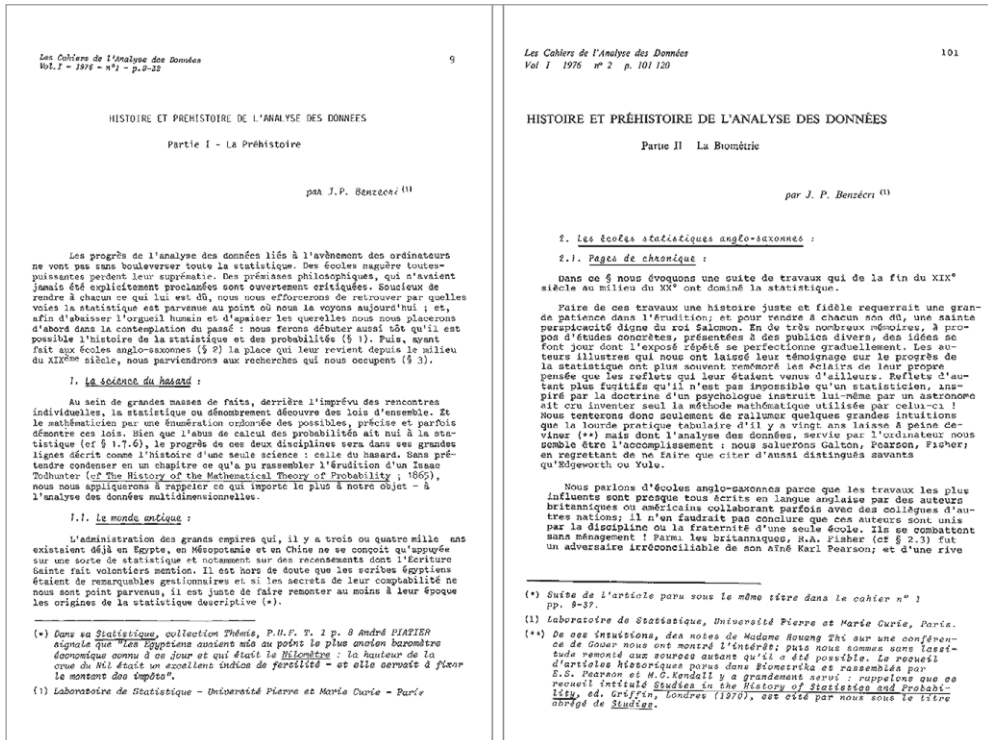 Les Cahiers de l'Analyse des Données
Vol.I - 1976 - n°1 - p.9-32
9
HISTOIRE ET PREHISTOIRE DE L'ANALYSE DES DONNEES
Partie I - La Préhistoire
par J.P. Benzécri (1)
Les progrès de l'analyse des données liés à l'avènement des ordinateurs
ne vont pas sans bouleverser toute la statistique. Des écoles naguère toutes-
puissantes perdent leur suprématie. Des prémisses philosophiques, qui n'avaient
jamais été explicitement proclamées sont ouvertement critiquées. Soucieux de
rendre à chacun ce qui lui est dû, nous nous efforcerons de retrouver par quelles
voies la statistique est parvenue au point où nous la voyons aujourd'hui ; et,
afin d'abaisser l'orgueil humain et d'apaiser les querelles nous nous placerons
d'abord dans la contemplation du passé : nous ferons débuter aussi tôt qu'il est
possible l'histoire de la statistique et des probabilités (§ 1). Puis, ayant
fait aux écoles anglo-saxonnes (§ 2) la place qui leur revient depuis le milieu
du XIXème siècle, nous parviendrons aux recherches qui nous occupent (§ 3).
1. La science du hasard :
Au sein de grandes masses de faits, derrière l'imprévu des rencontres
individuelles, la statistique ou dénombrement découvre des lois d'ensemble. Et
le mathématicien par une énumération ordonnée des possibles, précise et parfois
démontre ces lois. Bien que l'abus de calcul des probabilités ait nui à la sta-
tistique (cf § 1.7.6), le progrès de ces deux disciplines sera dans ses grandes
lignes décrit comme l'histoire d'une seule science : celle du hasard. Sans pré-
tendre condenser en un chapitre ce qu'a pu rassembler l'érudition d'un Isaac
Todhunter (cf The History of the Mathematical Theory of Probability ; 1865),
nous nous appliquerons à rappeler ce qui importe le plus à notre objet - à
l'analyse des données multidimensionnelles.
1.1. Le monde antique :
L'administration des grands empires qui, il y a trois ou quatre mille ans
existaient déjà en Egypte, en Mésopotamie et en Chine ne se conçoit qu'appuyée
sur une sorte de statistique et notamment sur des recensements dont l'Ecriture
Sainte fait volontiers mention. Il est hors de doute que les scribes égyptiens
étaient de remarquables gestionnaires et si les secrets de leur comptabilité ne
nous sont point parvenus, il est juste de faire remonter au moins à leur époque
les origines de la statistique descriptive (*).
(*) Dans sa Statistique, collection Thémis, P.U.F. T. 1 p. 8 André PIATIER
signale que "Les Egyptiens avaient mis au point le plus ancien baromètre
économique connu à ce jour et qui était le Nilomètre : la hauteur de la
crue du Nil était un excellent indice de fertilité - et elle servait à fixer
le montant des impôts".
(1) Laboratoire de Statistique - Université Pierre et Marie Curie - Paris
Les Cahiers de l'Analyse des Données
Vol I 1976 n° 2 p. 101 120
101
HISTOIRE ET PRÉHISTOIRE DE L'ANALYSE DES DONNÉES
Partie II La Biométrie
par J. P. Benzécri (1)
2. Les écoles statistiques anglo-saxonnes :
2.1. Pages de chronique :
Dans ce § nous évoquons une suite de travaux qui de la fin du XIX°
siècle au milieu du XX° ont dominé la statistique.
Faire de ces travaux une histoire juste et fidèle requerrait une gran-
de patience dans l'érudition; et pour rendre à chacun son dû, une sainte
perspicacité digne du roi Salomon. En de très nombreux mémoires, à pro-
pos d'études concrètes, présentées à des publics divers, des idées se
font jour dont l'exposé répété se perfectionne graduellement. Les au-
teurs illustres qui nous ont laissé leur témoignage sur le progrès de
la statistique ont plus souvent remémoré les éclairs de leur propre
pensée que les reflets qui leur étaient venus d'ailleurs. Reflets d'au-
tant plus fugitifs qu'il n'est pas impossible qu'un statisticien, ins-
piré par la doctrine d'un psychologue instruit lui-même par un astronome
ait cru inventer seul la méthode mathématique utilisée par celui-ci !
Nous tenterons donc seulement de rallumer quelques grandes intuitions
que la lourde pratique tabulaire d'il y a vingt ans laisse à peine de-
viner (**) mais dont l'analyse des données, servie par l'ordinateur nous
semble être l'accomplissement : nous saluerons Galton, Pearson, Fisher;
en regrettant de ne faire que citer d'aussi distingués savants
qu'Edgeworth ou Yule.
Nous parlons d'écoles anglo-saxonnes parce que les travaux les plus
influents sont presque tous écrits en langue anglaise par des auteurs
britanniques ou américains collaborant parfois avec des collègues d'au-
tres nations; il n'en faudrait pas conclure que ces auteurs sont unis
par la discipline ou la fraternité d'une seule école. Ils se combattent
sans ménagement ! Parmi les britanniques, R.A. Fisher (cf § 2.3) fut
un adversaire irréconciliable de son aîné Karl Pearson; et d'une rive
(*) Suite de l'article paru sous le même titre dans le cahier n° 1
pp. 9-37.
(1) Laboratoire de Statistique, Université Pierre et Marie Curie, Paris.
(**) De ces intuitions, des notes de Madame Houang Thi sur une conféren-
ce de Gower nous ont montré l'intérêt; puis nous sommes sans lassi-
tude remonté aux sources autant qu'il a été possible. Le recueil
d'articles historiques parus dans Biometrika et rassemblés par
E.S. Pearson et M.G.Kendall y a grandement servi : rappelons que ce
recueil intitulé Studies in the History of Statistics and Probabi-
lity, ed. Griffin, Londres (1970), est cité par nous sous le titre
abrégé de Studies.